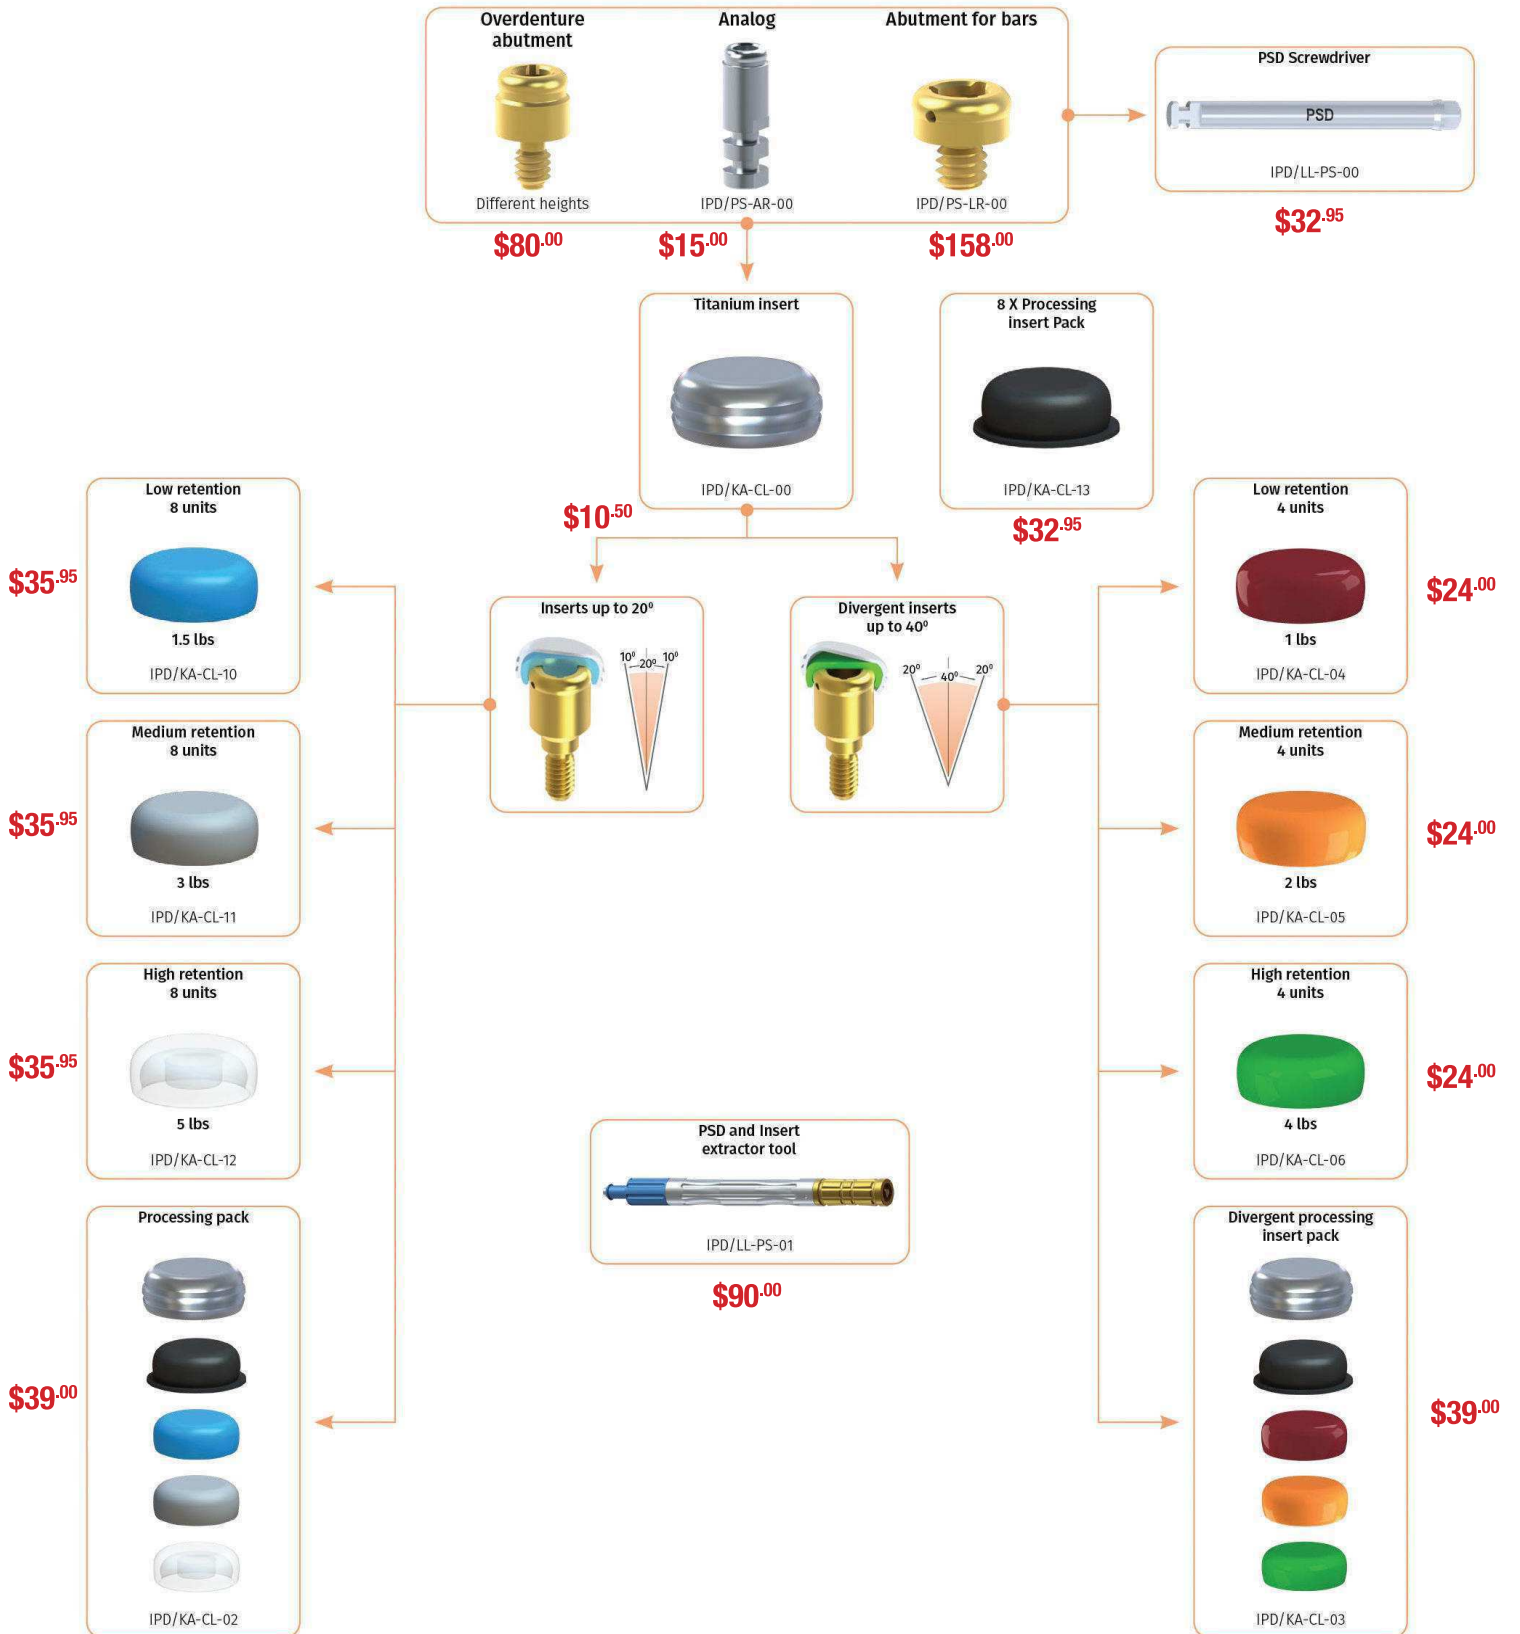 Overdenture
abutment
Different heights
$80.00
Analog
IPD/PS-AR-00
$15.00
Abutment for bars
IPD/PS-LR-00
$158.00
PSD Screwdriver
PSD
IPD/LL-PS-00
$32.95
Titanium insert
IPD/KA-CL-00
$10.50
8 X Processing
insert Pack
IPD/KA-CL-13
$32.95
Low retention
8 units
1.5 lbs
IPD/KA-CL-10
$35.95
Inserts up to 20º
10º
20º
10º
Divergent inserts
up to 40º
20º
40º
20º
Low retention
4 units
1 lbs
IPD/KA-CL-04
$24.00
Medium retention
8 units
3 lbs
IPD/KA-CL-11
$35.95
Medium retention
4 units
2 lbs
IPD/KA-CL-05
$24.00
High retention
8 units
5 lbs
IPD/KA-CL-12
$35.95
High retention
4 units
4 lbs
IPD/KA-CL-06
$24.00
PSD and Insert
extractor tool
IPD/LL-PS-01
$90.00
Processing pack
IPD/KA-CL-02
$39.00
Divergent processing
insert pack
IPD/KA-CL-03
$39.00